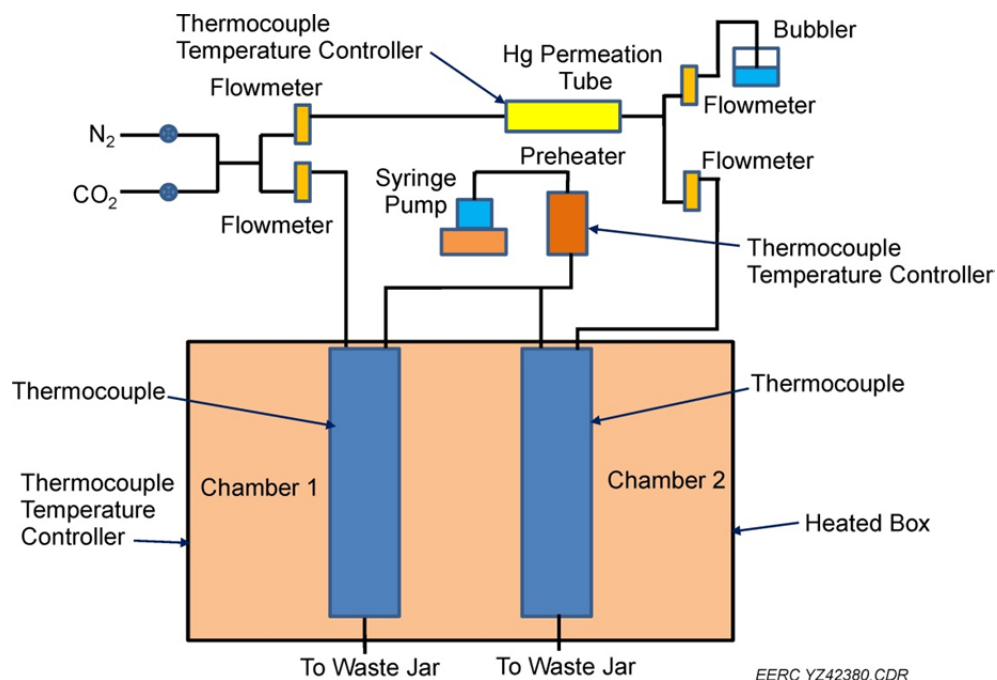 Thermocouple
Temperature Controller
Hg Permeation
Tube
Bubbler
Flowmeter
Flowmeter
N2
CO2
Flowmeter
Flowmeter
Syringe
Pump
Preheater
Thermocouple
Temperature Controller
Thermocouple
Thermocouple
Thermocouple
Temperature
Controller
Chamber 1
Chamber 2
Heated Box
To Waste Jar
To Waste Jar
EERC YZ42380.CDR